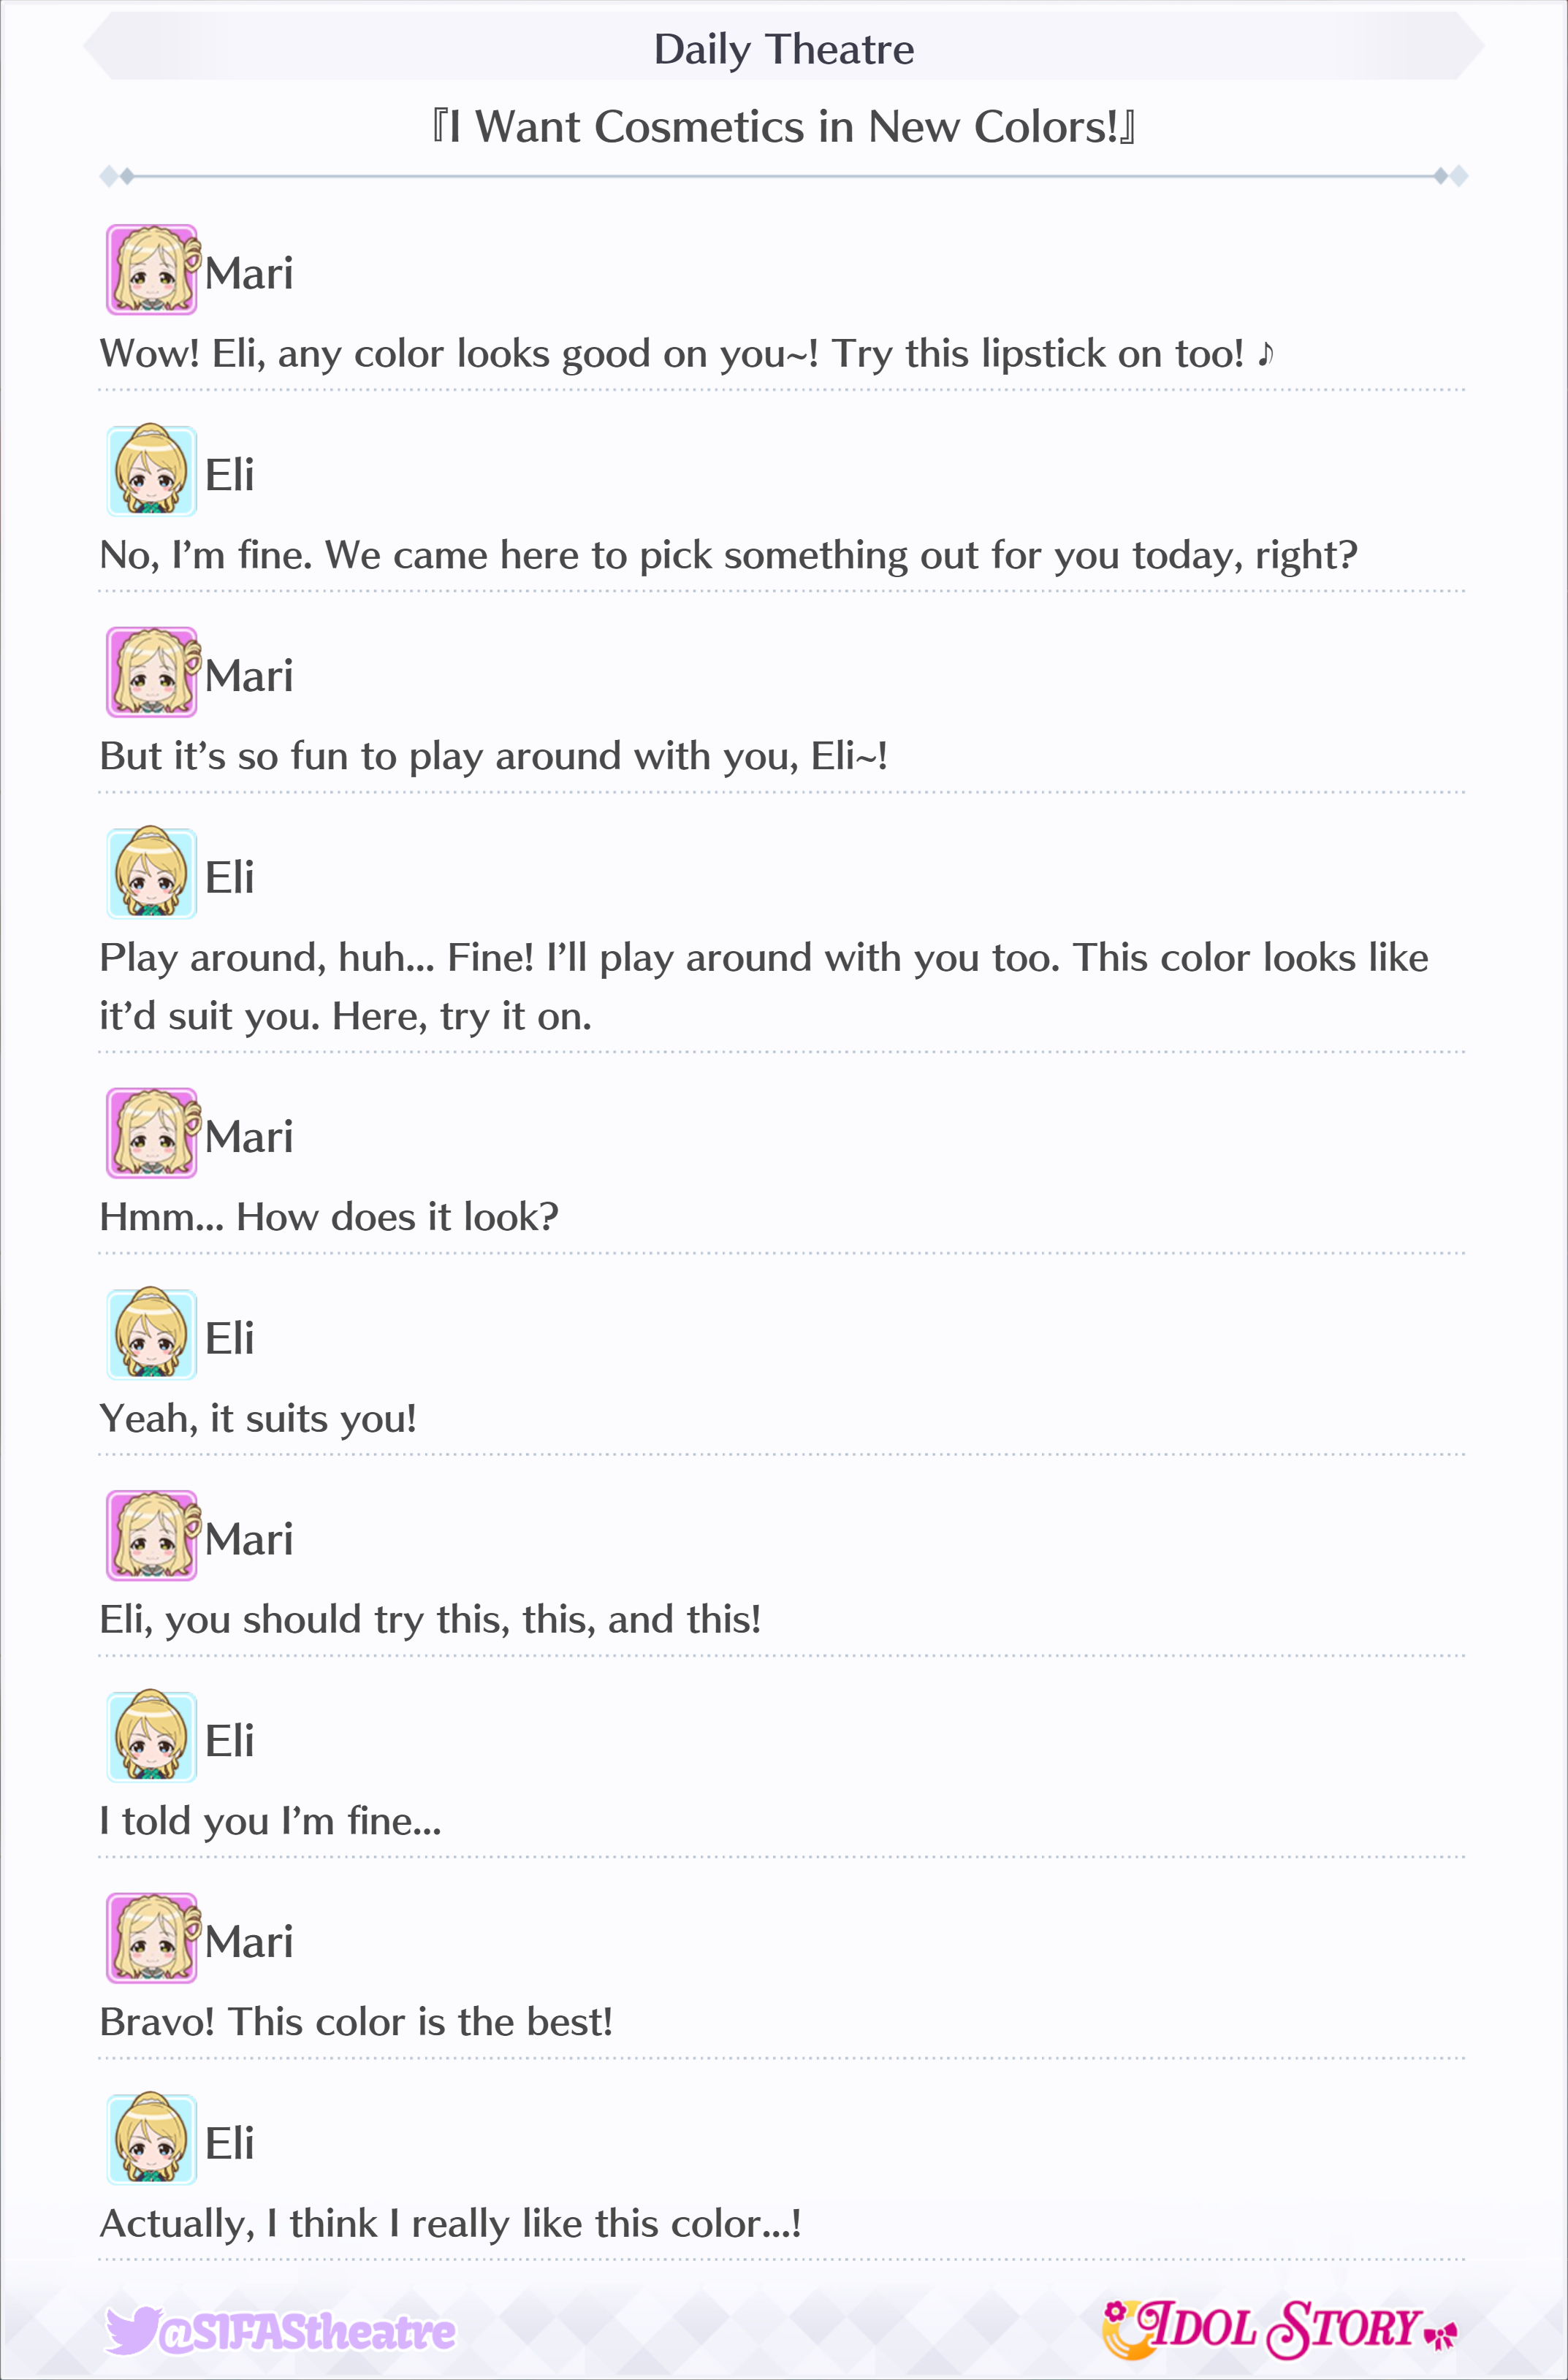 Daily Theatre
『I Want Cosmetics in New Colors!』
Mari
Wow! Eli, any color looks good on you~! Try this lipstick on too! ♪
Eli
No, I’m fine. We came here to pick something out for you today, right?
Mari
But it’s so fun to play around with you, Eli~!
Eli
Play around, huh... Fine! I’ll play around with you too. This color looks like
it’d suit you. Here, try it on.
Mari
Hmm... How does it look?
Eli
Yeah, it suits you!
Mari
Eli, you should try this, this, and this!
Eli
I told you I’m fine...
Mari
Bravo! This color is the best!
Eli
Actually, I think I really like this color...!
@SIFAStheatre
IDOL STORY